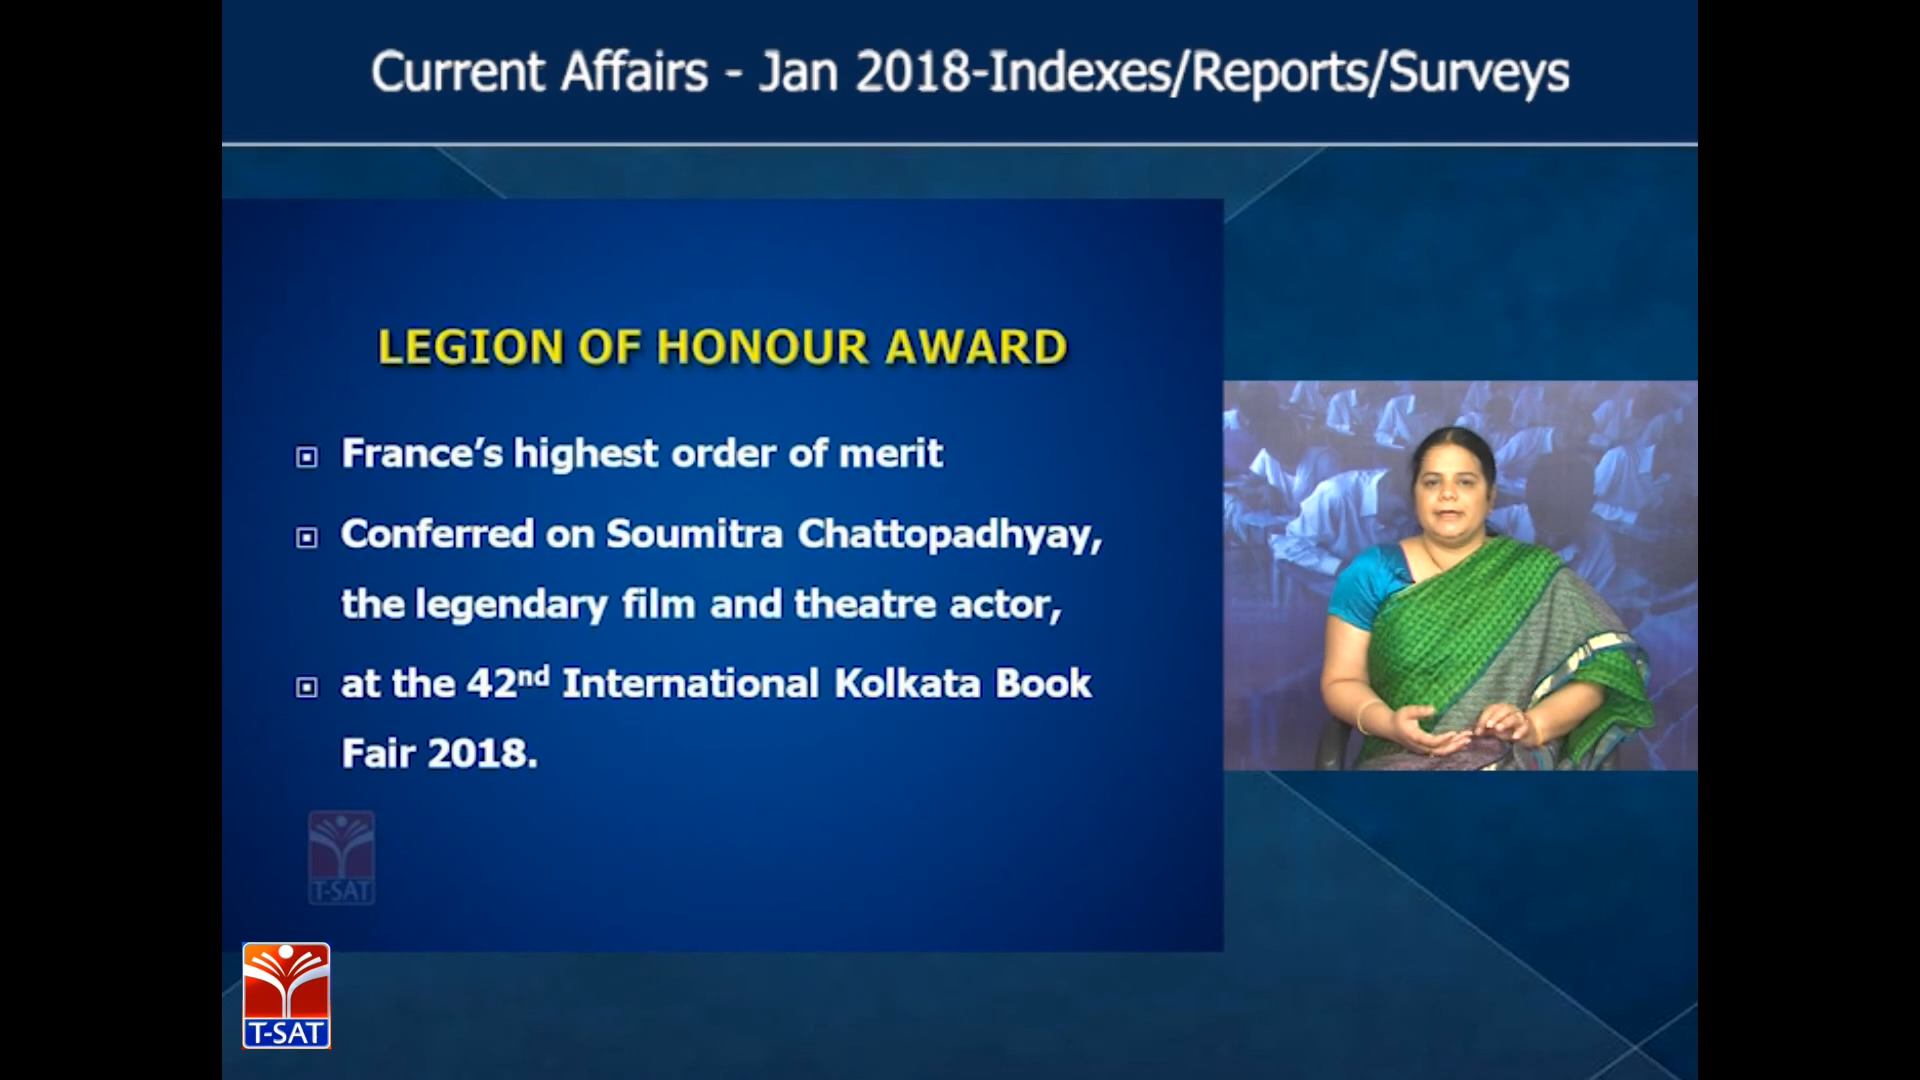 Current Affairs - Jan 2018-Indexes/Reports/Surveys
LEGION OF HONOUR AWARD
France’s highest order of merit
Conferred on Soumitra Chattopadhyay,
the legendary film and theatre actor,
at the 42nd International Kolkata Book
Fair 2018.
T-SAT
T-SAT